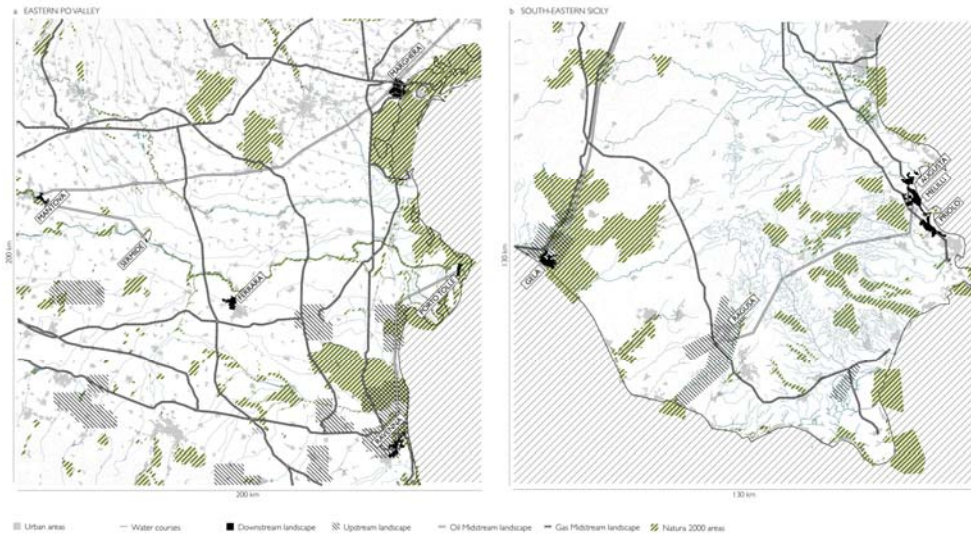 a EASTERN PO VALLEY
b SOUTH-EASTERN SICILY
MARGHERA
MANTOVA
SERMIDE
FERRARA
PORTO TOLLE
RAVENNA
200 km
200 km
AUGUSTA
MELILLI
PRIOLO
GELA
RAGUSA
130 km
130 km
Urban areas
Water courses
Downstream landscape
Upstream landscape
Oil Midstream landscape
Gas Midstream landscape
Natura 2000 areas